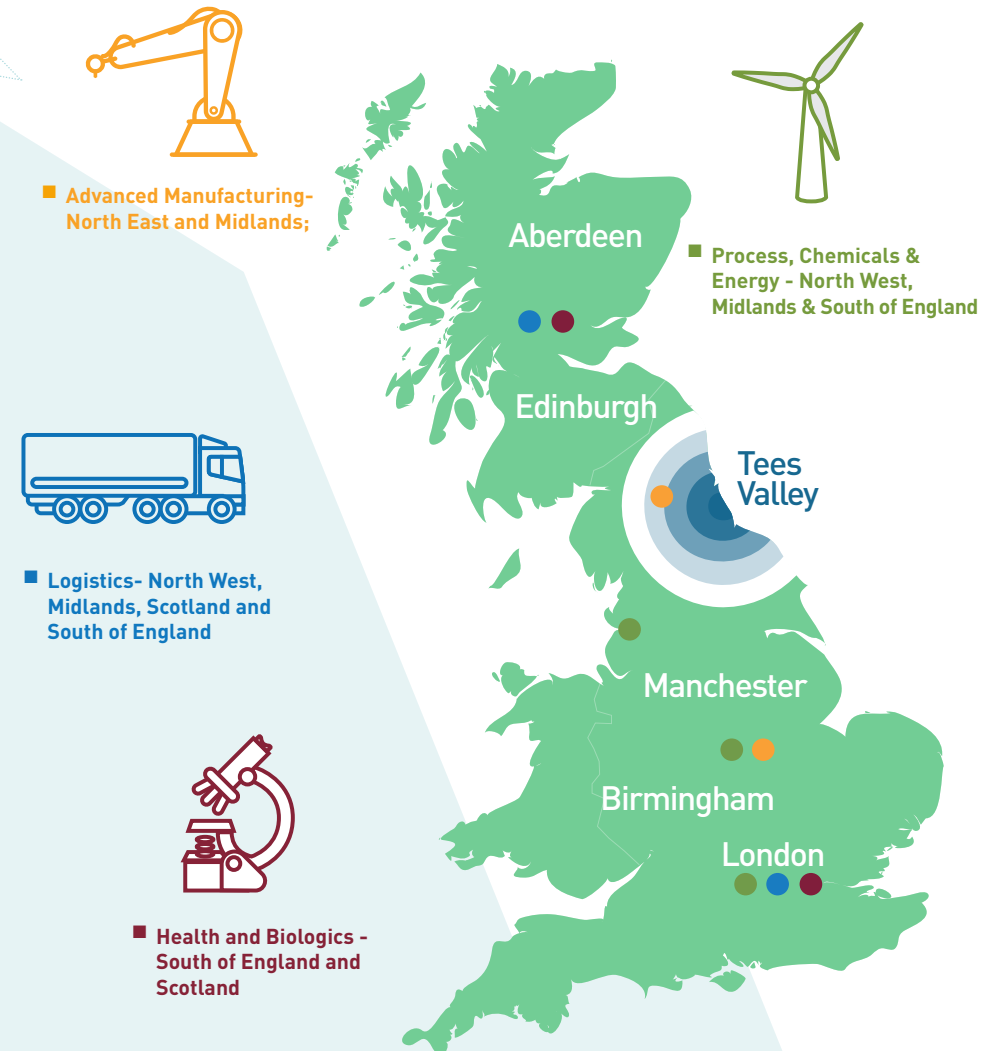 Advanced Manufacturing-
North East and Midlands;
Aberdeen
Process, Chemicals &
Energy - North West,
Midlands & South of England
Edinburgh
Tees
Valley
Logistics- North West,
Midlands, Scotland and
South of England
Manchester
Birmingham
London
Health and Biologics -
South of England and
Scotland